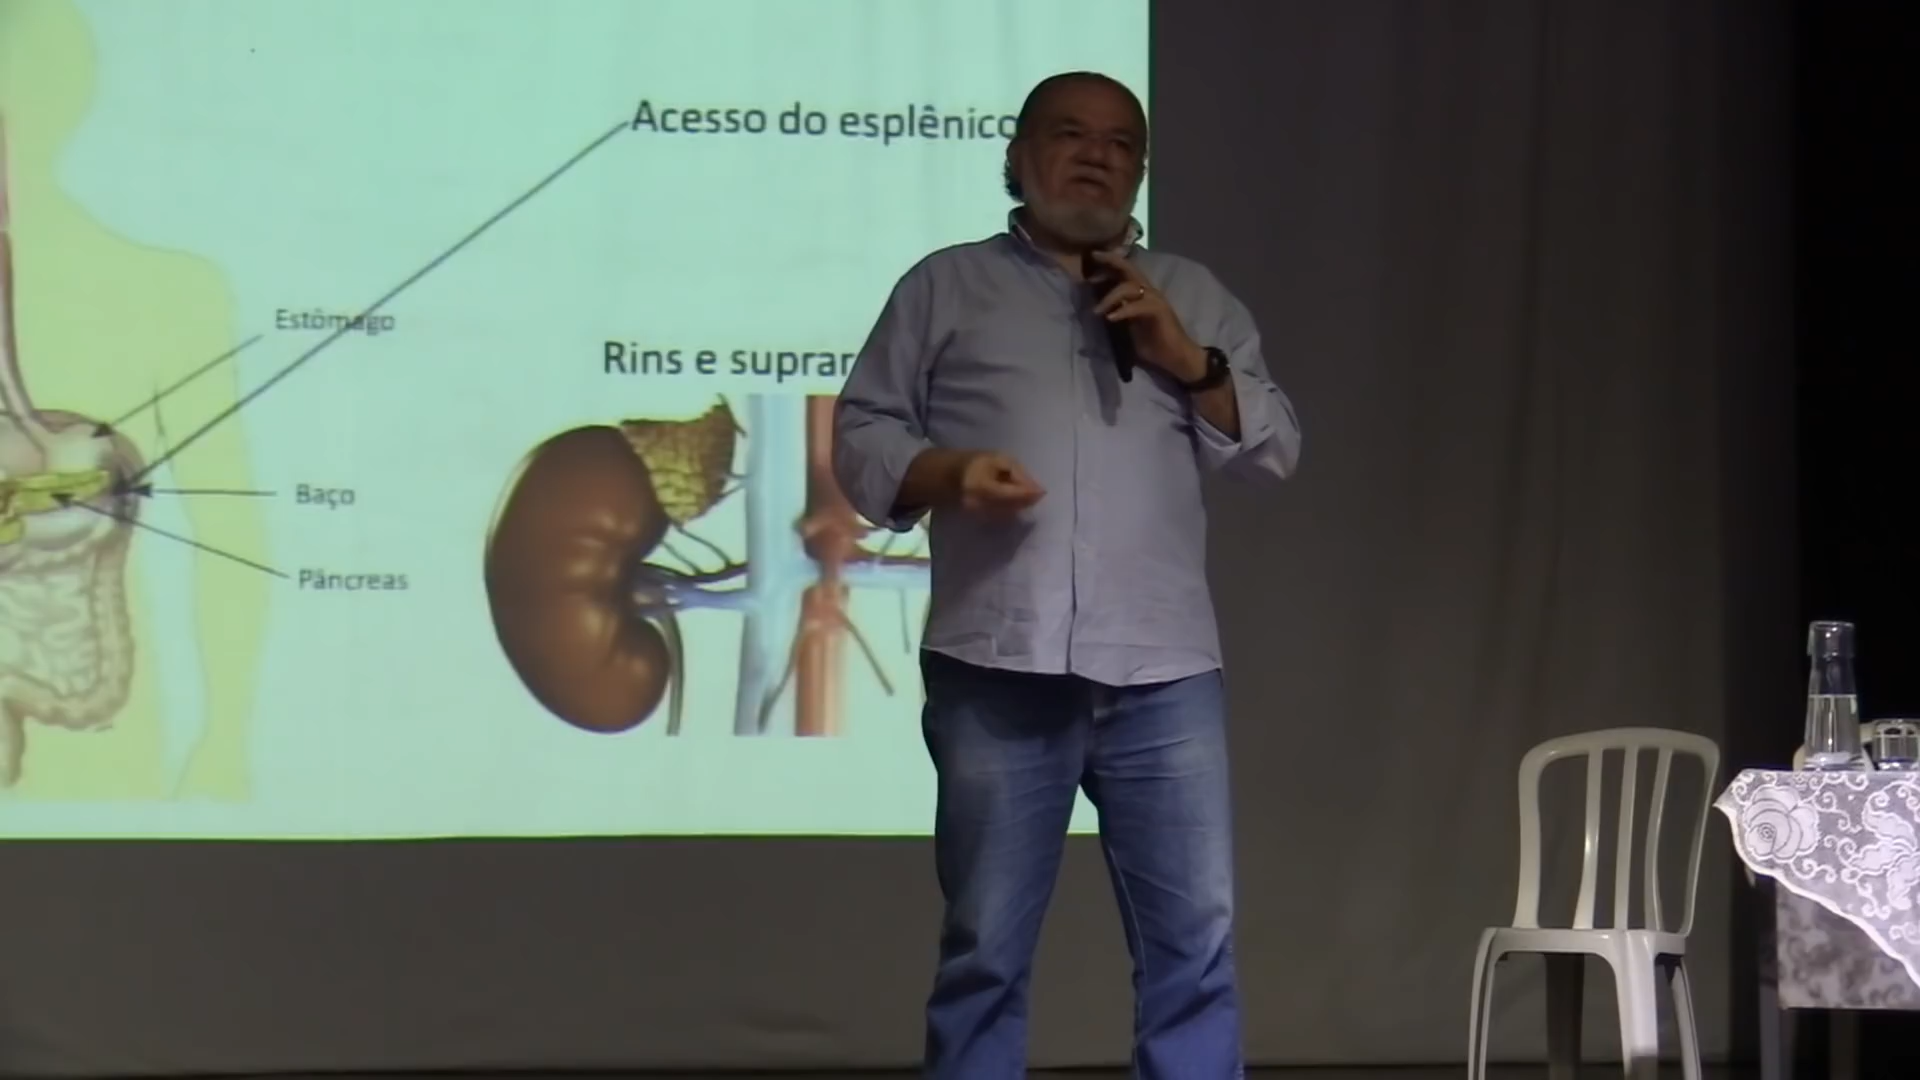 Acesso do esplênico
Estômago
Rins e suprar
Baço
Pâncreas